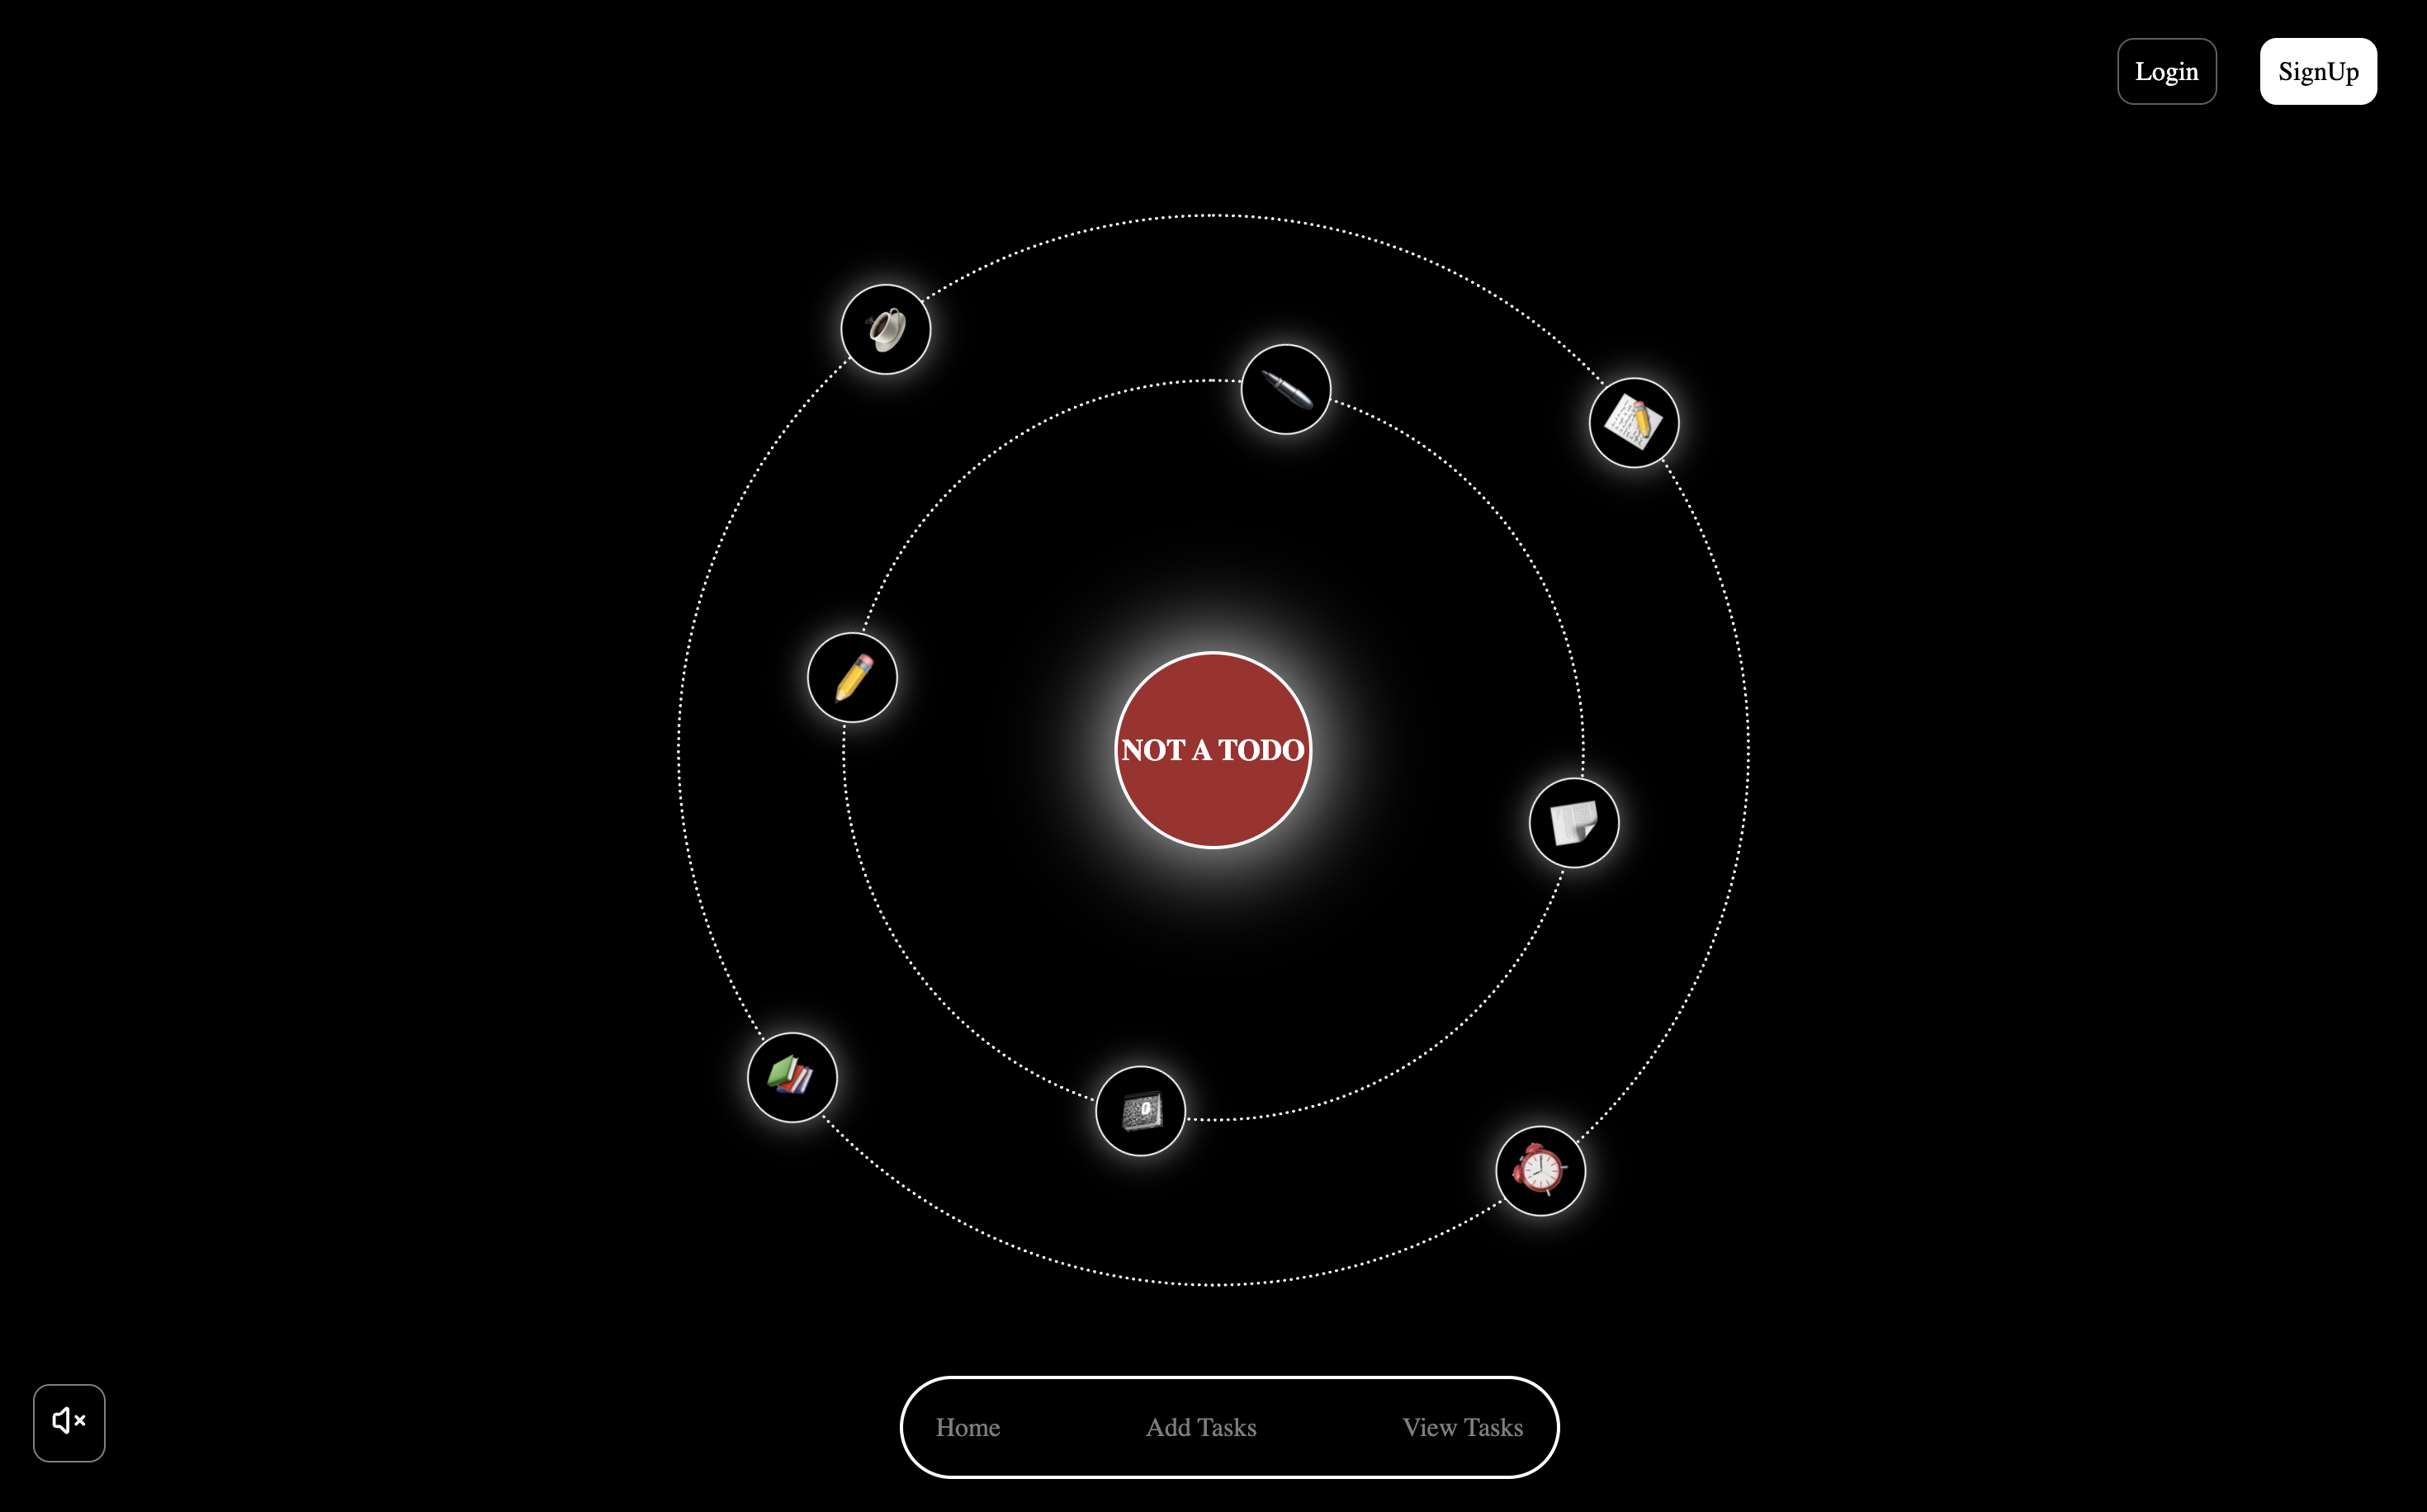 Login
SignUp
NOT A TODO
Home
Add Tasks
View Tasks